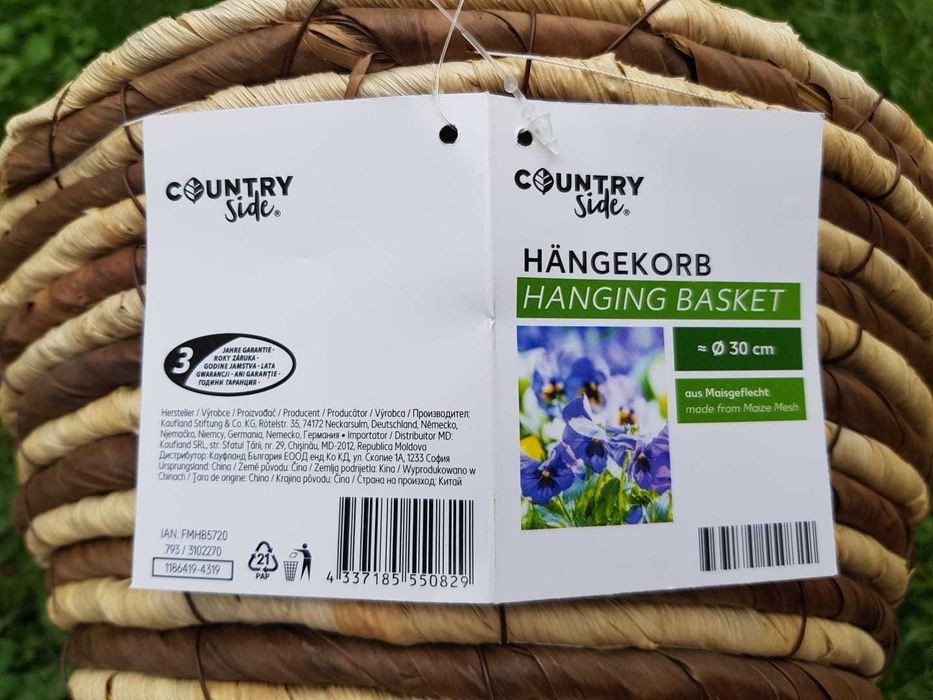 COUNTRY
Side®
3
JAHRE GARANTIE •
ROKY ZÁRUKA •
GODINE JAMSTVA • LATA
GWARANCJI • ANI GARANȚIE •
ГОДИНИ ГАРАНЦИЯ •
Hersteller / Výrobce / Proizvođač / Producent / Producător / Výrobca / Производител:
Kaufland Stiftung & Co. KG, Rötelstr. 35, 74172 Neckarsulm, Deutschland, Německo,
Njemačka, Niemcy, Germania, Nemecko, Германия • Importator / Distribuitor MD:
Kaufland SRL, str. Sfatul Țării, nr. 29, Chișinău, MD-2012, Republica Moldova
Дистрибутор: Кауфланд България ЕООД енд Ко КД, ул. Скопие 1А, 1233 София
Ursprungsland: China / Země původu: Čína / Zemlja podrijetla: Kina / Wyprodukowano w
Chinach / Țara de origine: China / Krajina pôvodu: Čína / Страна на произход: Китай
IAN: FMHB5720
793 / 3102270
1186419-4319
21
PAP
4 337185 550829
COUNTRY
Side®
HÄNGEKORB
HANGING BASKET
≈ Ø 30 cm
aus Maisgeflecht
made from Maize Mesh